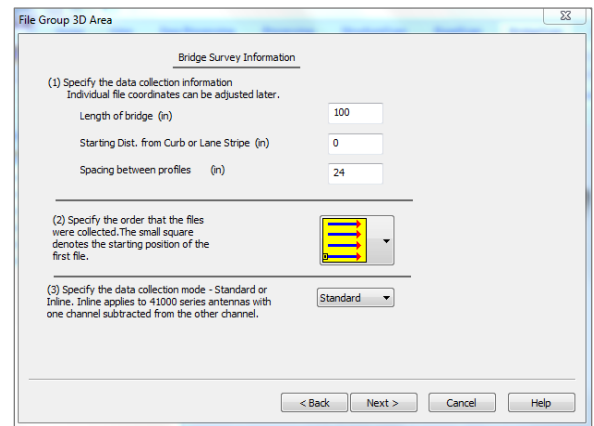 File Group 3D Area
Bridge Survey Information
(1) Specify the data collection information
Individual file coordinates can be adjusted later.
Length of bridge (in) 100
Starting Dist. from Curb or Lane Stripe (in) 0
Spacing between profiles (in) 24
(2) Specify the order that the files
were collected.The small square
denotes the starting position of the
first file.
(3) Specify the data collection mode - Standard or
Inline. Inline applies to 41000 series antennas with
one channel subtracted from the other channel.
Standard
< Back Next > Cancel Help